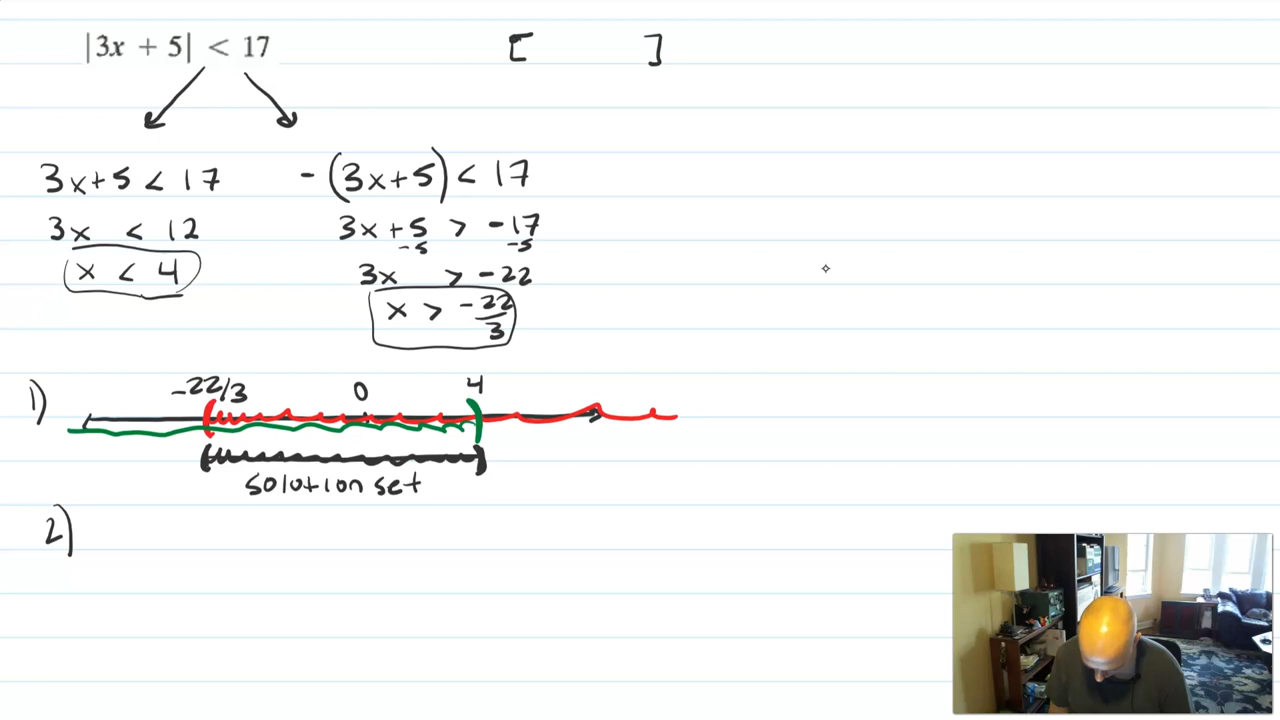 |3x + 5| < 17 [ ]
3x+5 < 17 -(3x+5) < 17
3x < 12 3x+5 > -17
-5 -5
x < 4 3x > -22
x > -22/3
1) -22/3 0 4
solution set
2)